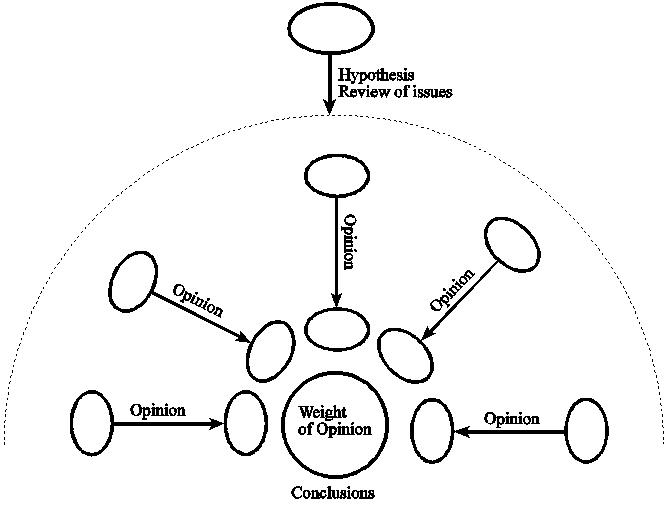 Hypothesis
Review of issues
Opinion
Opinion
Opinion
Opinion
Opinion
Weight
of Opinion
Conclusions